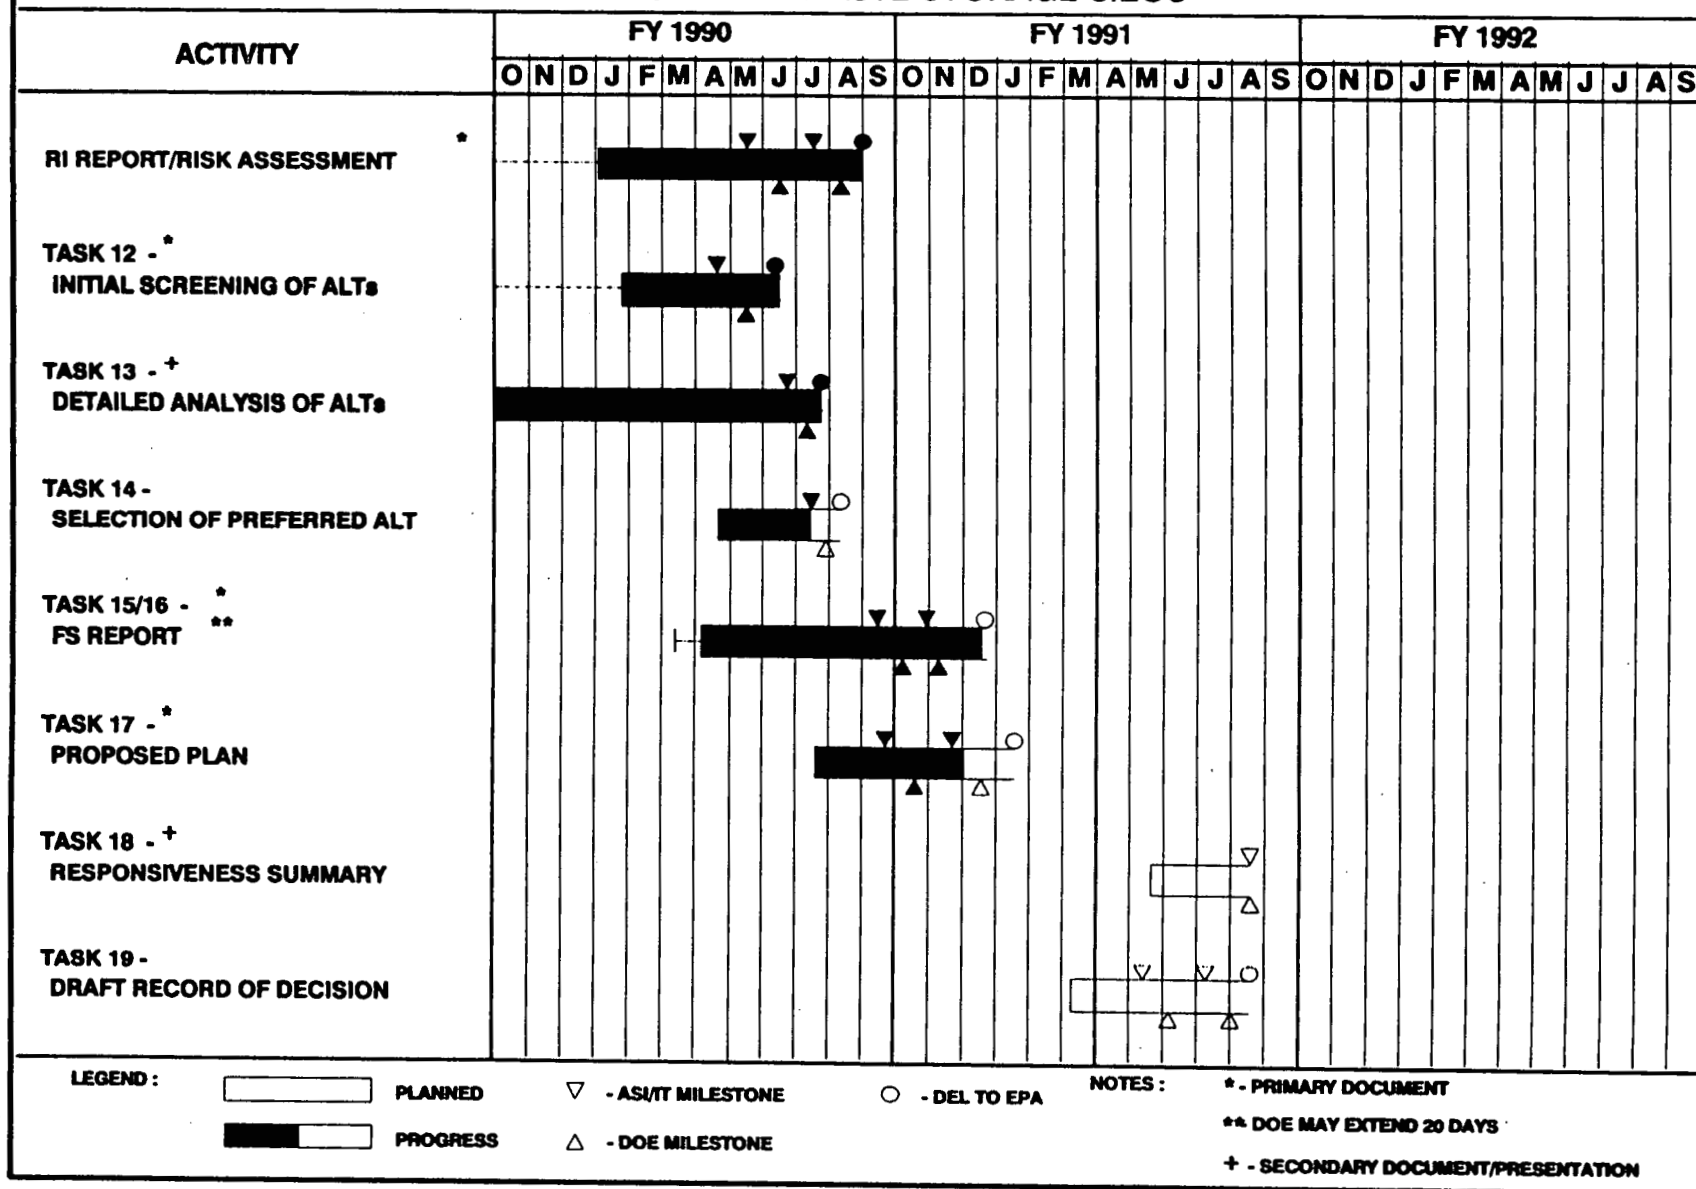 FY 1990 FY 1991 FY 1992
ACTIVITY
O N D J F M A M J J A S O N D J F M A M J J A S O N D J F M A M J J A S
RI REPORT/RISK ASSESSMENT *
TASK 12 - *
INITIAL SCREENING OF ALTs
TASK 13 - +
DETAILED ANALYSIS OF ALTs
TASK 14 -
SELECTION OF PREFERRED ALT
TASK 15/16 - *
FS REPORT **
TASK 17 - *
PROPOSED PLAN
TASK 18 - +
RESPONSIVENESS SUMMARY
TASK 19 -
DRAFT RECORD OF DECISION
LEGEND :
PLANNED
PROGRESS
- ASI/IT MILESTONE
- DOE MILESTONE
- DEL TO EPA
NOTES :
* - PRIMARY DOCUMENT
** DOE MAY EXTEND 20 DAYS
+ - SECONDARY DOCUMENT/PRESENTATION